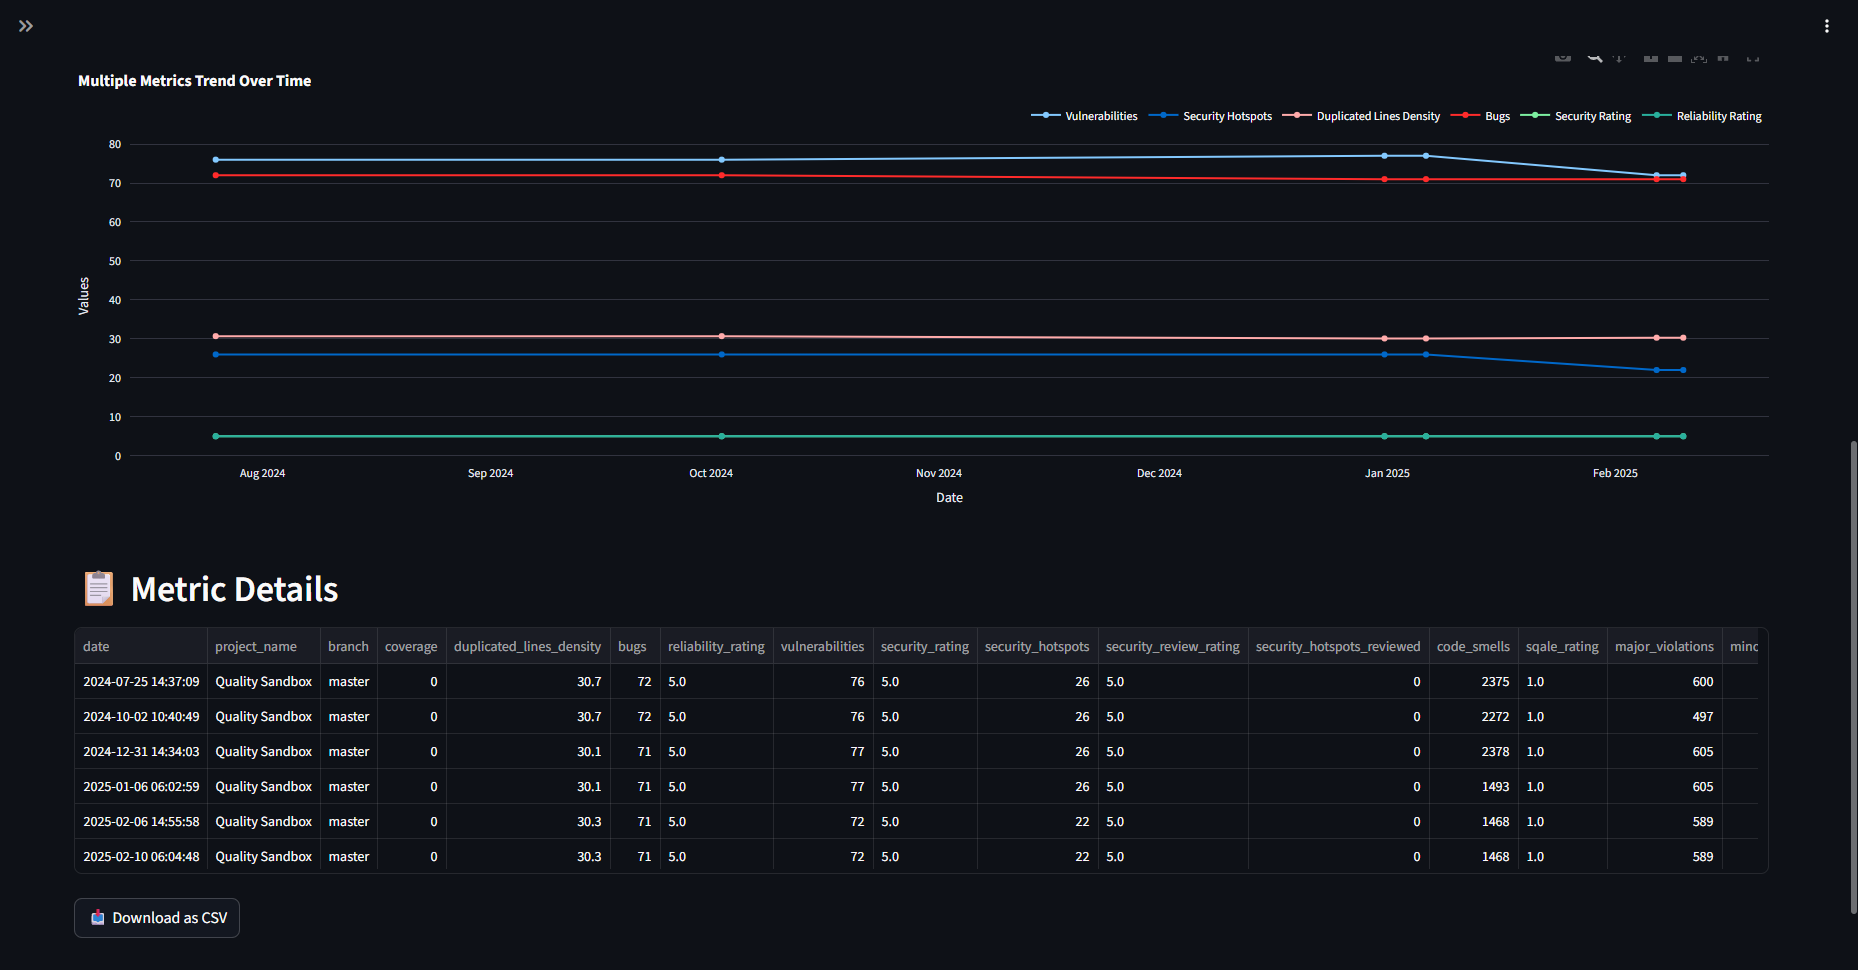 Multiple Metrics Trend Over Time
Vulnerabilities Security Hotspots Duplicated Lines Density Bugs Security Rating Reliability Rating
80
70
60
50
40
30
20
10
0
Values
Aug 2024 Sep 2024 Oct 2024 Nov 2024 Dec 2024 Jan 2025 Feb 2025
Date
Metric Details
date project_name branch coverage duplicated_lines_density bugs reliability_rating vulnerabilities security_rating security_hotspots security_review_rating security_hotspots_reviewed code_smells sqale_rating major_violations minc
2024-07-25 14:37:09 Quality Sandbox master 0 30.7 72 5.0 76 5.0 26 5.0 0 2375 1.0 600
2024-10-02 10:40:49 Quality Sandbox master 0 30.7 72 5.0 76 5.0 26 5.0 0 2272 1.0 497
2024-12-31 14:34:03 Quality Sandbox master 0 30.1 71 5.0 77 5.0 26 5.0 0 2378 1.0 605
2025-01-06 06:02:59 Quality Sandbox master 0 30.1 71 5.0 77 5.0 26 5.0 0 1493 1.0 605
2025-02-06 14:55:58 Quality Sandbox master 0 30.3 71 5.0 72 5.0 22 5.0 0 1468 1.0 589
2025-02-10 06:04:48 Quality Sandbox master 0 30.3 71 5.0 72 5.0 22 5.0 0 1468 1.0 589
Download as CSV